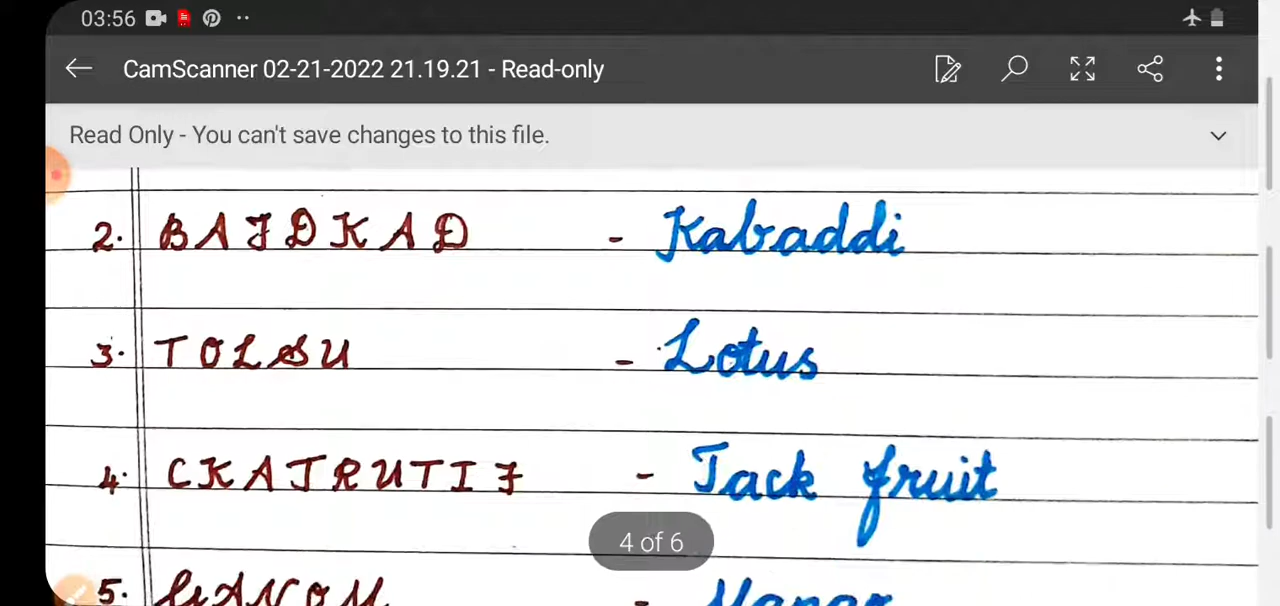 03:56
CamScanner 02-21-2022 21.19.21 - Read-only
Read Only - You can't save changes to this file.
2. BAIDKAD - Kabaddi
3. TOLSU - Lotus
4. CKAJRUTIF - Jack fruit
4 of 6
5.